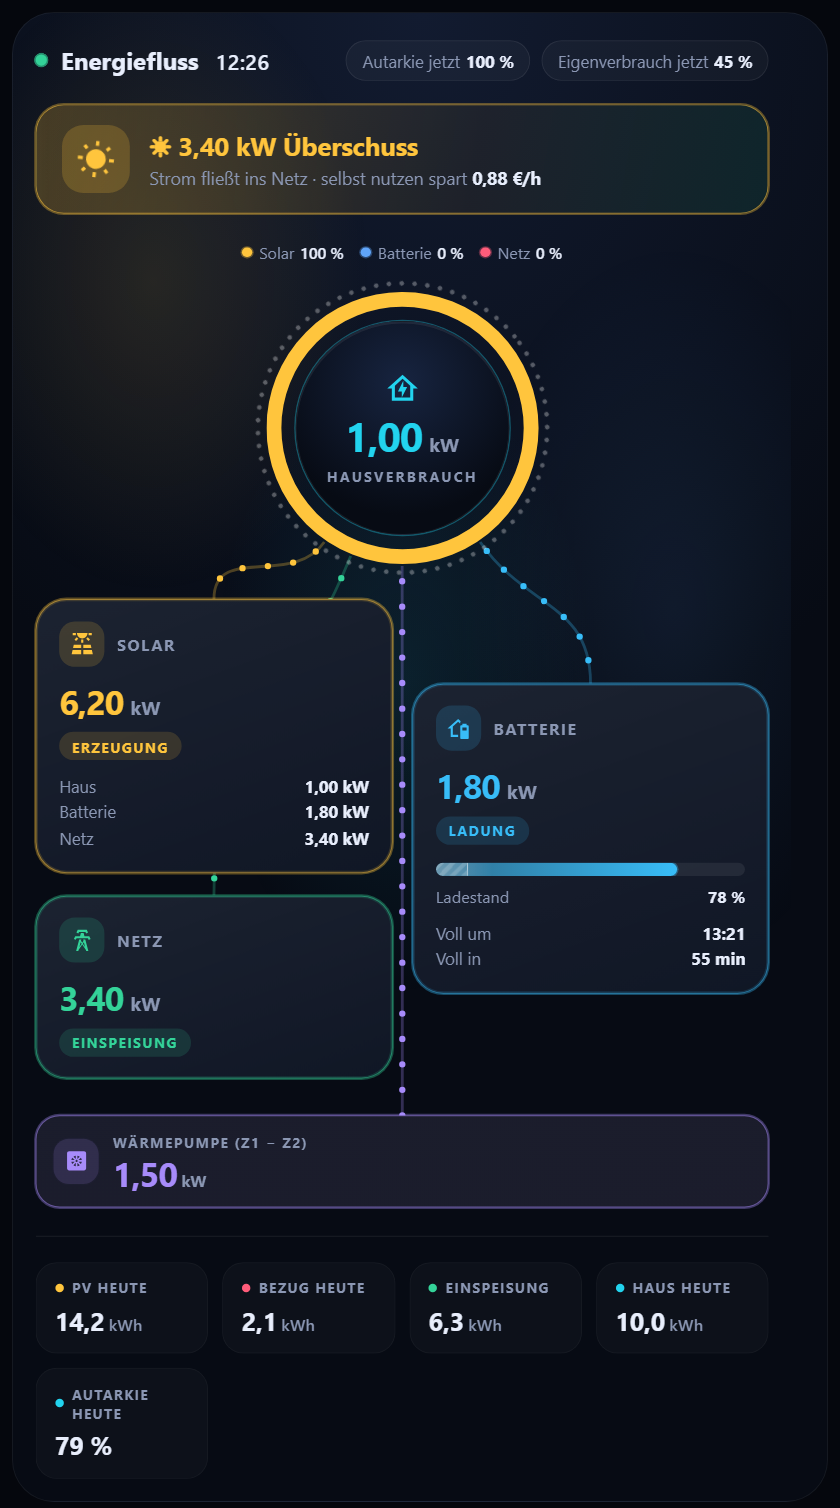 Energiefluss 12:26
Autarkie jetzt 100 %
Eigenverbrauch jetzt 45 %
3,40 kW Überschuss
Strom fließt ins Netz · selbst nutzen spart 0,88 €/h
Solar 100 % Batterie 0 % Netz 0 %
1,00 kW
HAUSVERBRAUCH
SOLAR
6,20 kW
ERZEUGUNG
Haus 1,00 kW
Batterie 1,80 kW
Netz 3,40 kW
BATTERIE
1,80 kW
LADUNG
Ladestand 78 %
Voll um 13:21
Voll in 55 min
NETZ
3,40 kW
EINSPEISUNG
WÄRMEPUMPE (Z1 − Z2)
1,50 kW
PV HEUTE
14,2 kWh
BEZUG HEUTE
2,1 kWh
EINSPEISUNG
6,3 kWh
HAUS HEUTE
10,0 kWh
AUTARKIE
HEUTE
79 %